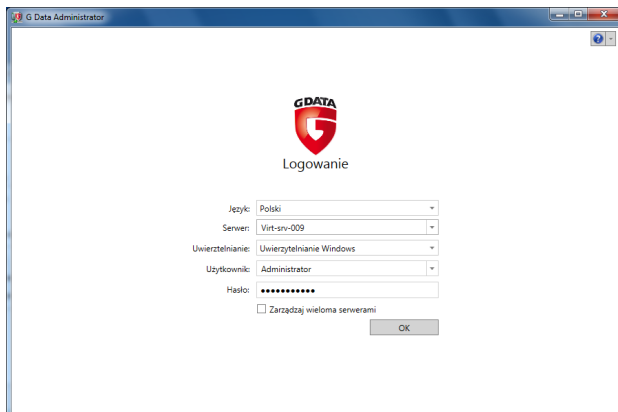 G Data Administrator
GDATA
Logowanie
Język: Polski
Serwer: Virt-srv-009
Uwierztelnianie: Uwierzytelnianie Windows
Użytkownik: Administrator
Hasło: •••••••••••
Zarządzaj wieloma serwerami
OK